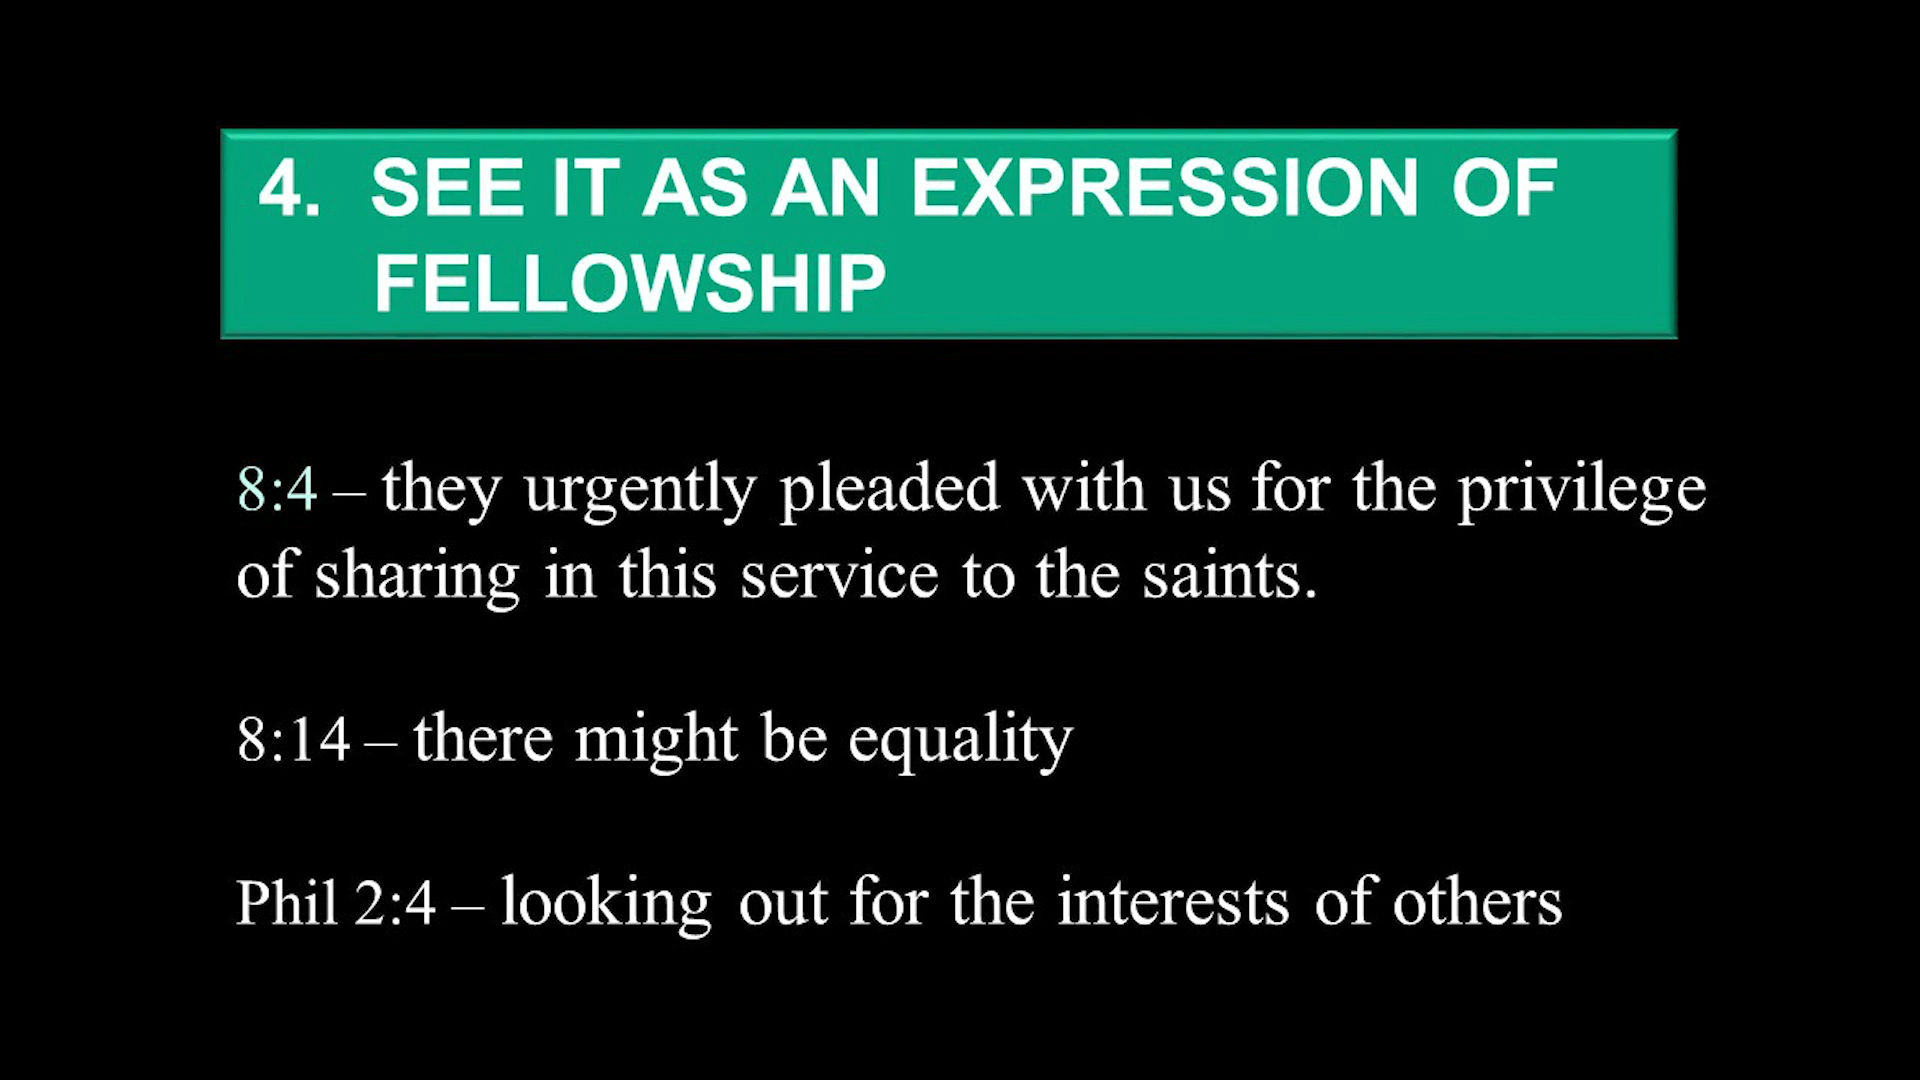 4. SEE IT AS AN EXPRESSION OF
FELLOWSHIP
8:4 – they urgently pleaded with us for the privilege
of sharing in this service to the saints.
8:14 – there might be equality
Phil 2:4 – looking out for the interests of others